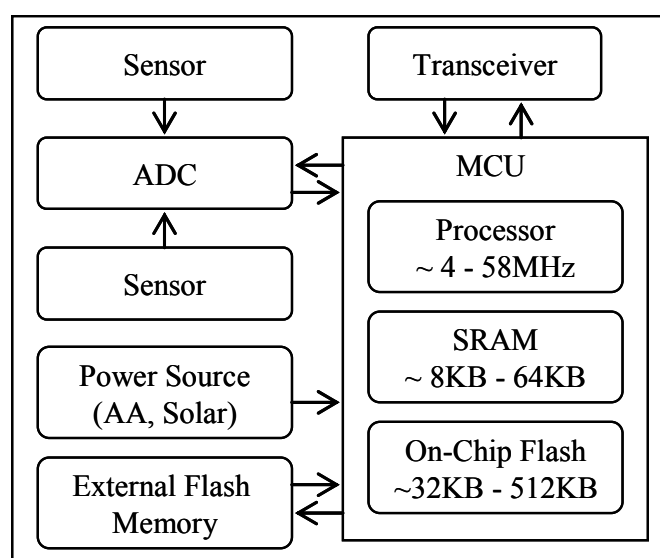 Sensor
Transceiver
ADC
MCU
Sensor
Processor
~ 4 - 58MHz
SRAM
~ 8KB - 64KB
Power Source
(AA, Solar)
On-Chip Flash
~32KB - 512KB
External Flash
Memory